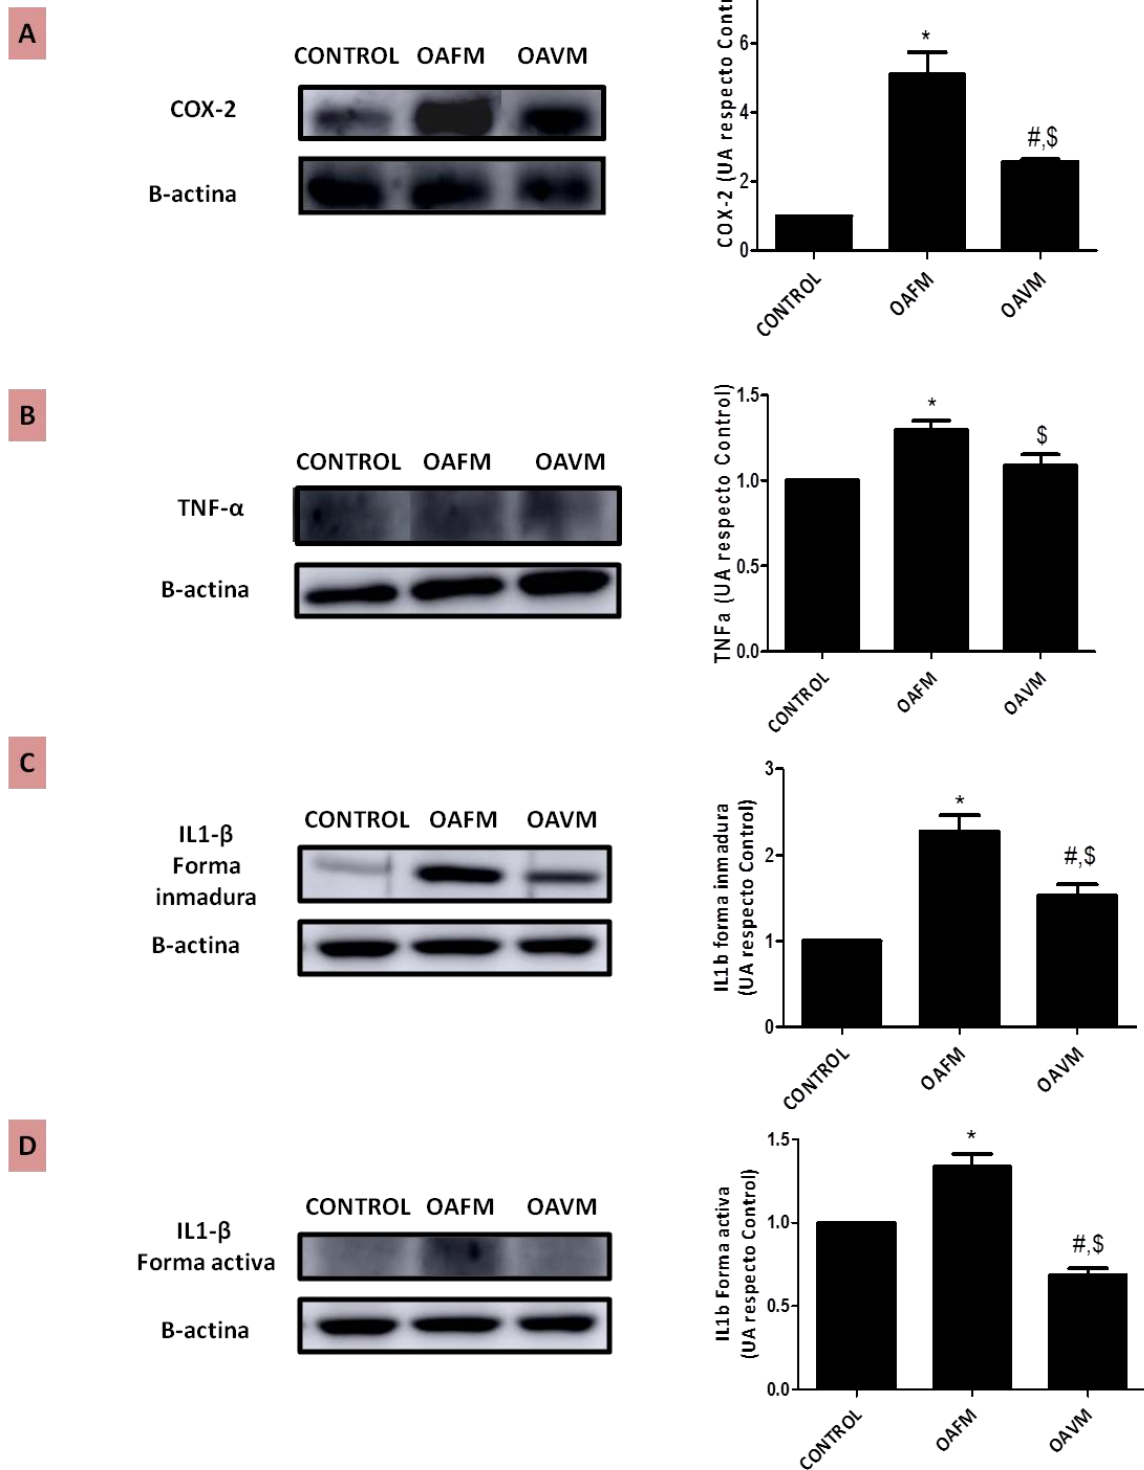 A
CONTROL OAFM OAVM
COX-2
B-actina
COX-2 (UA respecto Contr
6
4
2
0
*
#,$
CONTROL
OAFM
OAVM
B
CONTROL OAFM OAVM
TNF-α
B-actina
TNFa (UA respecto Control)
1.5
1.0
0.5
0.0
*
$
CONTROL
OAFM
OAVM
C
CONTROL OAFM OAVM
IL1-β
Forma
inmadura
B-actina
IL1b forma inmadura
(UA respecto Control)
3
2
1
0
*
#,$
CONTROL
OAFM
OAVM
D
CONTROL OAFM OAVM
IL1-β
Forma activa
B-actina
IL1b Forma activa
(UA respecto Control)
1.5
1.0
0.5
0.0
*
#,$
CONTROL
OAFM
OAVM